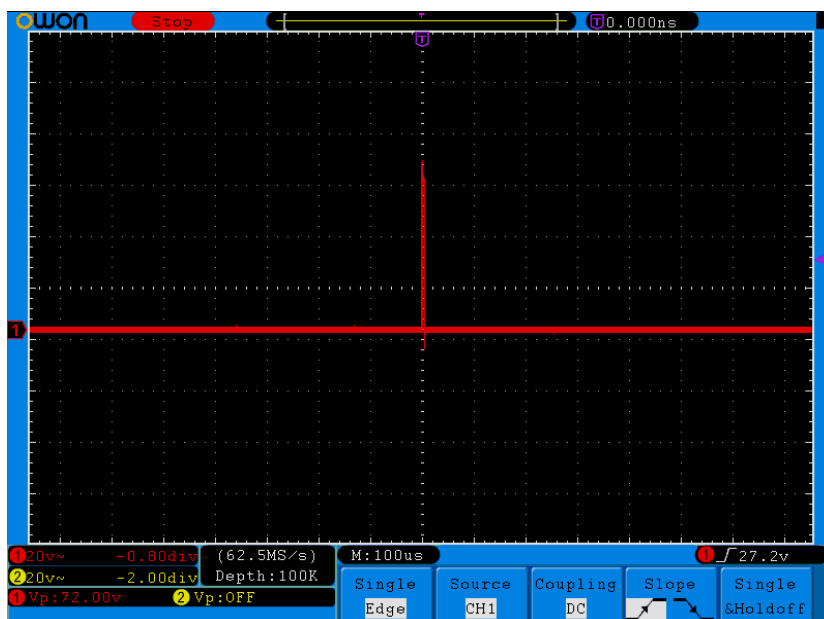 OWON Stop T 0.000ns
T
1
1 20v~ -0.80div (62.5MS/s) M:100us 1 27.2v
2 20v~ -2.00div Depth:100K
1 Vp:72.00v 2 Vp:OFF
Single Source Coupling Slope Single
Edge CH1 DC &Holdoff